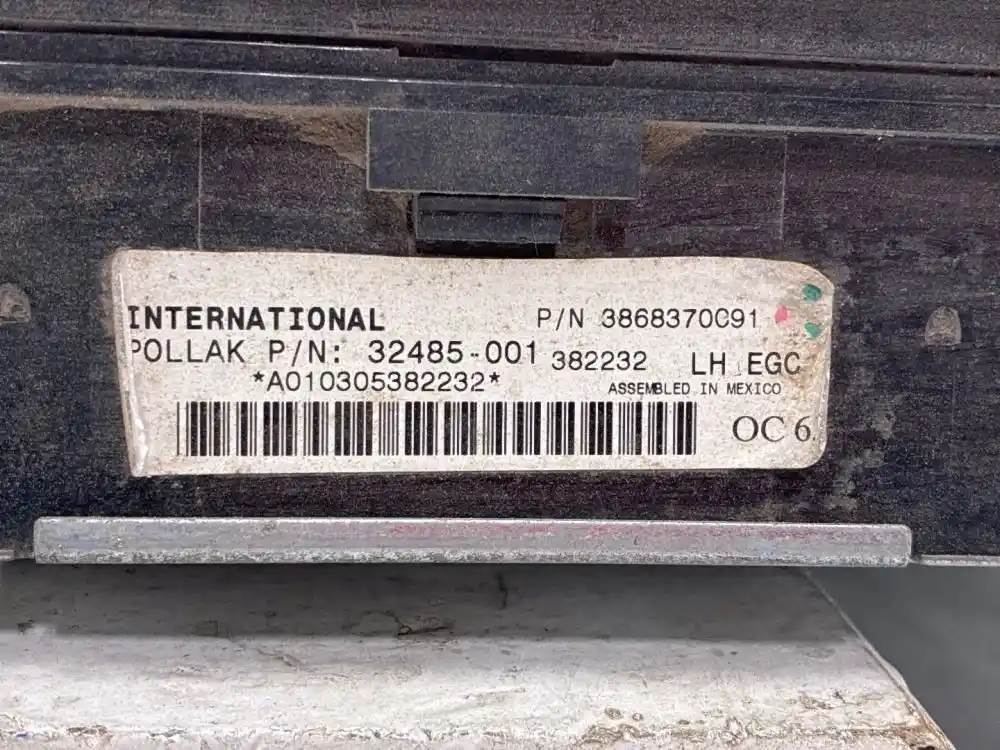 INTERNATIONAL P/N 3868370C91
POLLAK P/N: 32485-001 382232 LH EGC
*A010305382232* ASSEMBLED IN MEXICO
OC 6